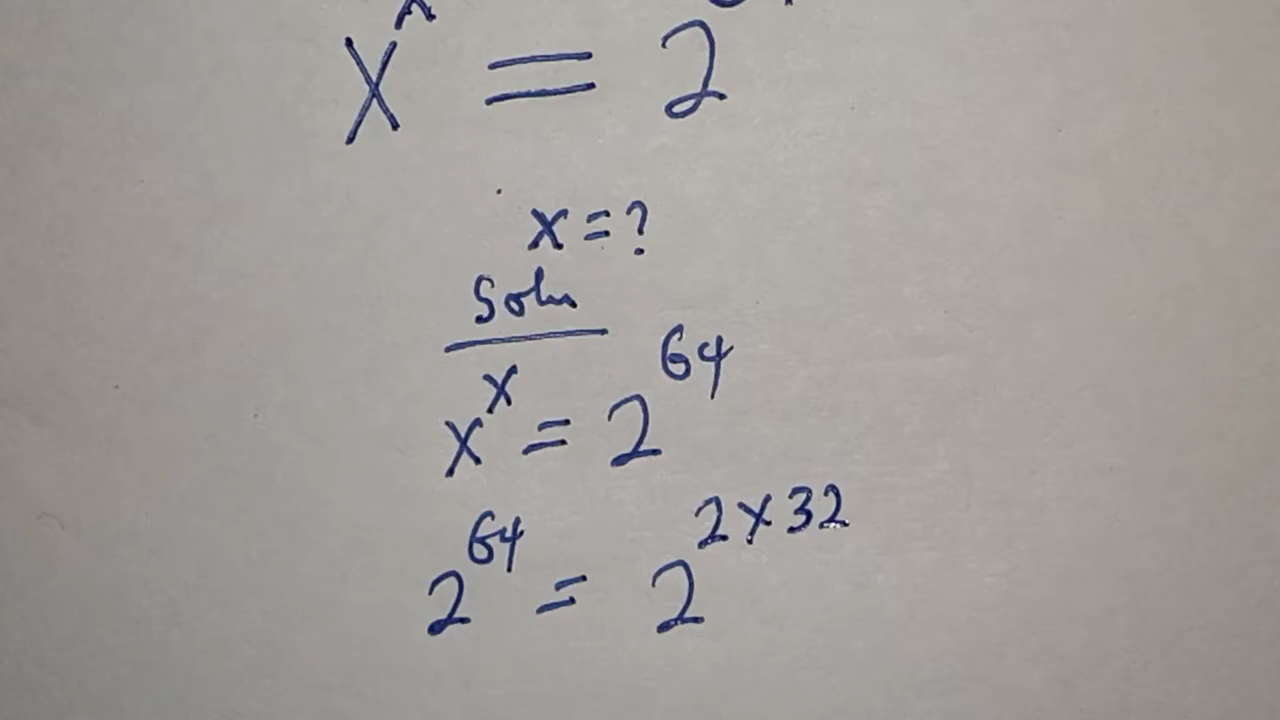 X^x = 2
x = ?
Soln
x^x = 2^64
2^64 = 2^2×32